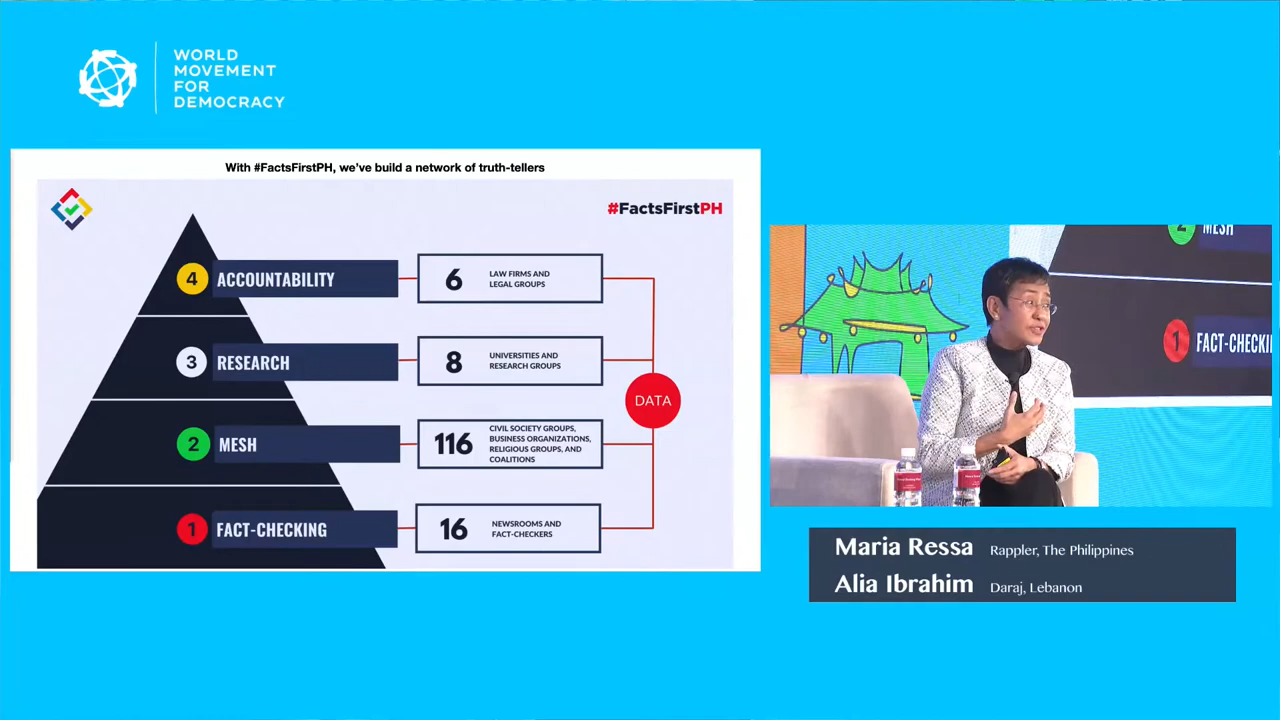 WORLD
MOVEMENT
FOR
DEMOCRACY
With #FactsFirstPH, we've build a network of truth-tellers
#FactsFirstPH
4 ACCOUNTABILITY
6
LAW FIRMS AND
LEGAL GROUPS
3 RESEARCH
8
UNIVERSITIES AND
RESEARCH GROUPS
DATA
2 MESH
116
CIVIL SOCIETY GROUPS,
BUSINESS ORGANIZATIONS,
RELIGIOUS GROUPS, AND
COALITIONS
1 FACT-CHECKING
16
NEWSROOMS AND
FACT-CHECKERS
2 MESH
1 FACT-CHECKI
Maria Ressa Rappler, The Philippines
Alia Ibrahim Daraj, Lebanon